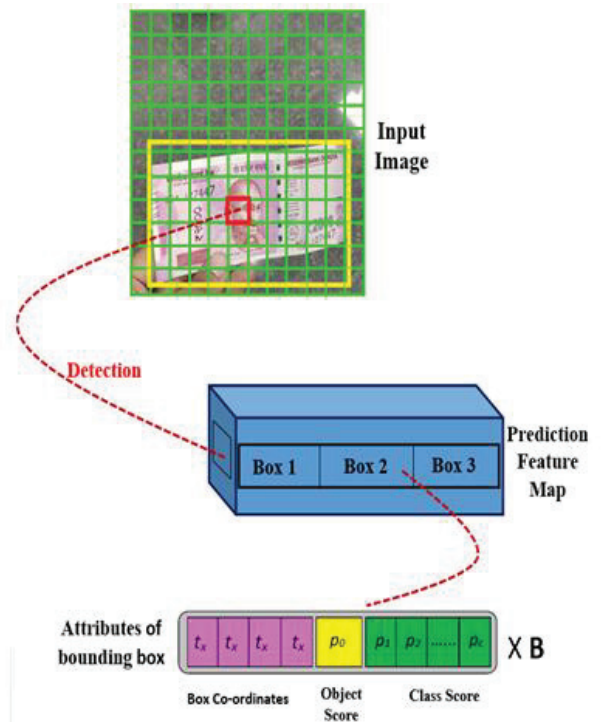 Input
Image
Detection
Box 1 Box 2 Box 3
Prediction
Feature
Map
Attributes of
bounding box
tₓ tₓ tₓ tₓ p₀ p₁ p₂ ...... p꜀ X B
Box Co-ordinates Object
Score Class Score